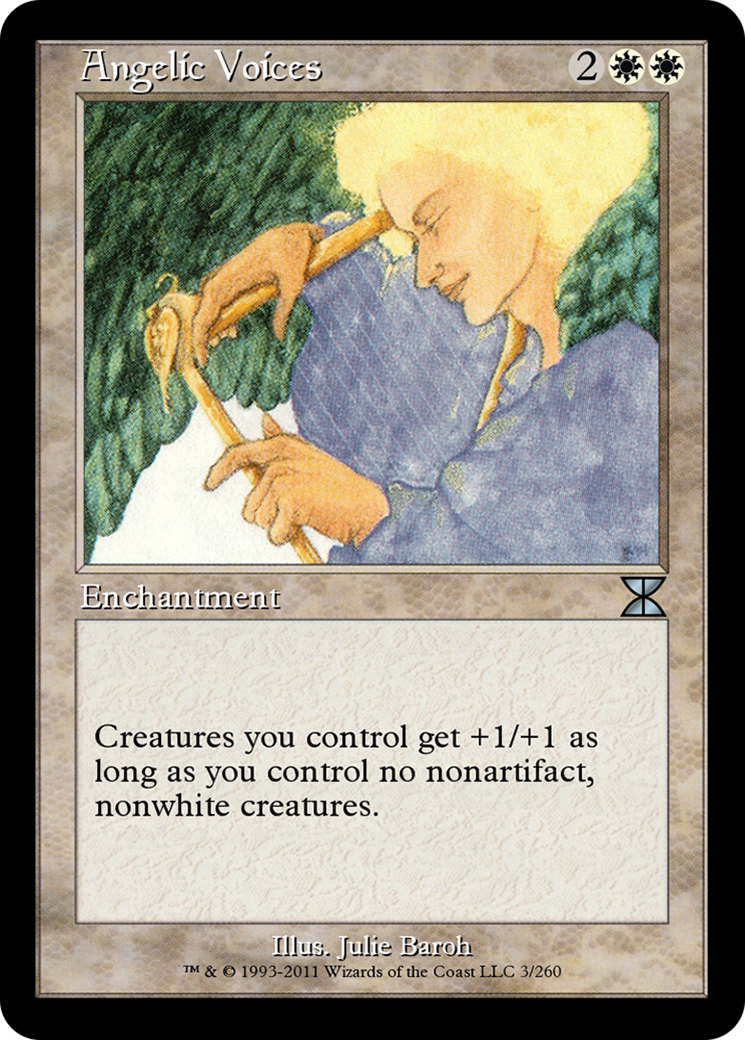 Angelic Voices 2
Enchantment
Creatures you control get +1/+1 as
long as you control no nonartifact,
nonwhite creatures.
Illus. Julie Baroh
™ & © 1993-2011 Wizards of the Coast LLC 3/260